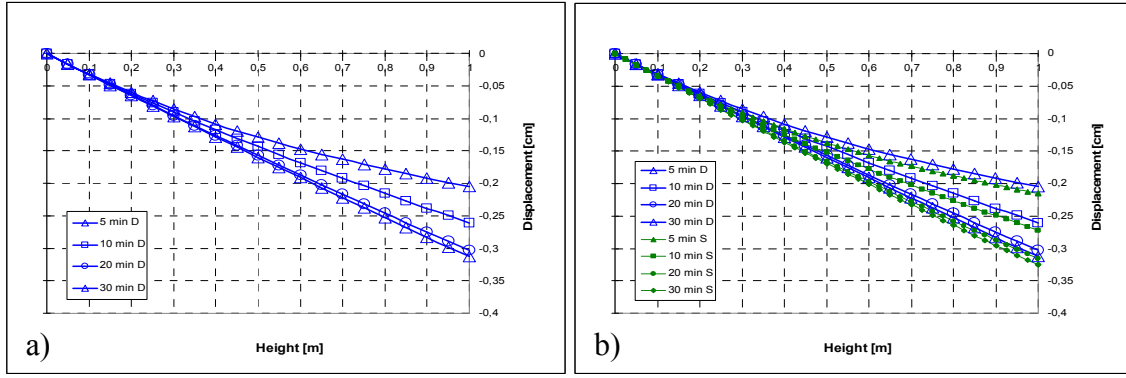 0 0,1 0,2 0,3 0,4 0,5 0,6 0,7 0,8 0,9 1
0
-0,05
-0,1
-0,15
-0,2
-0,25
-0,3
-0,35
-0,4
Displacement [cm]
5 min D
10 min D
20 min D
30 min D
a)
Height [m]
0 0,1 0,2 0,3 0,4 0,5 0,6 0,7 0,8 0,9 1
0
-0,05
-0,1
-0,15
-0,2
-0,25
-0,3
-0,35
-0,4
Displacement [cm]
5 min D
10 min D
20 min D
30 min D
5 min S
10 min S
20 min S
30 min S
b)
Height [m]